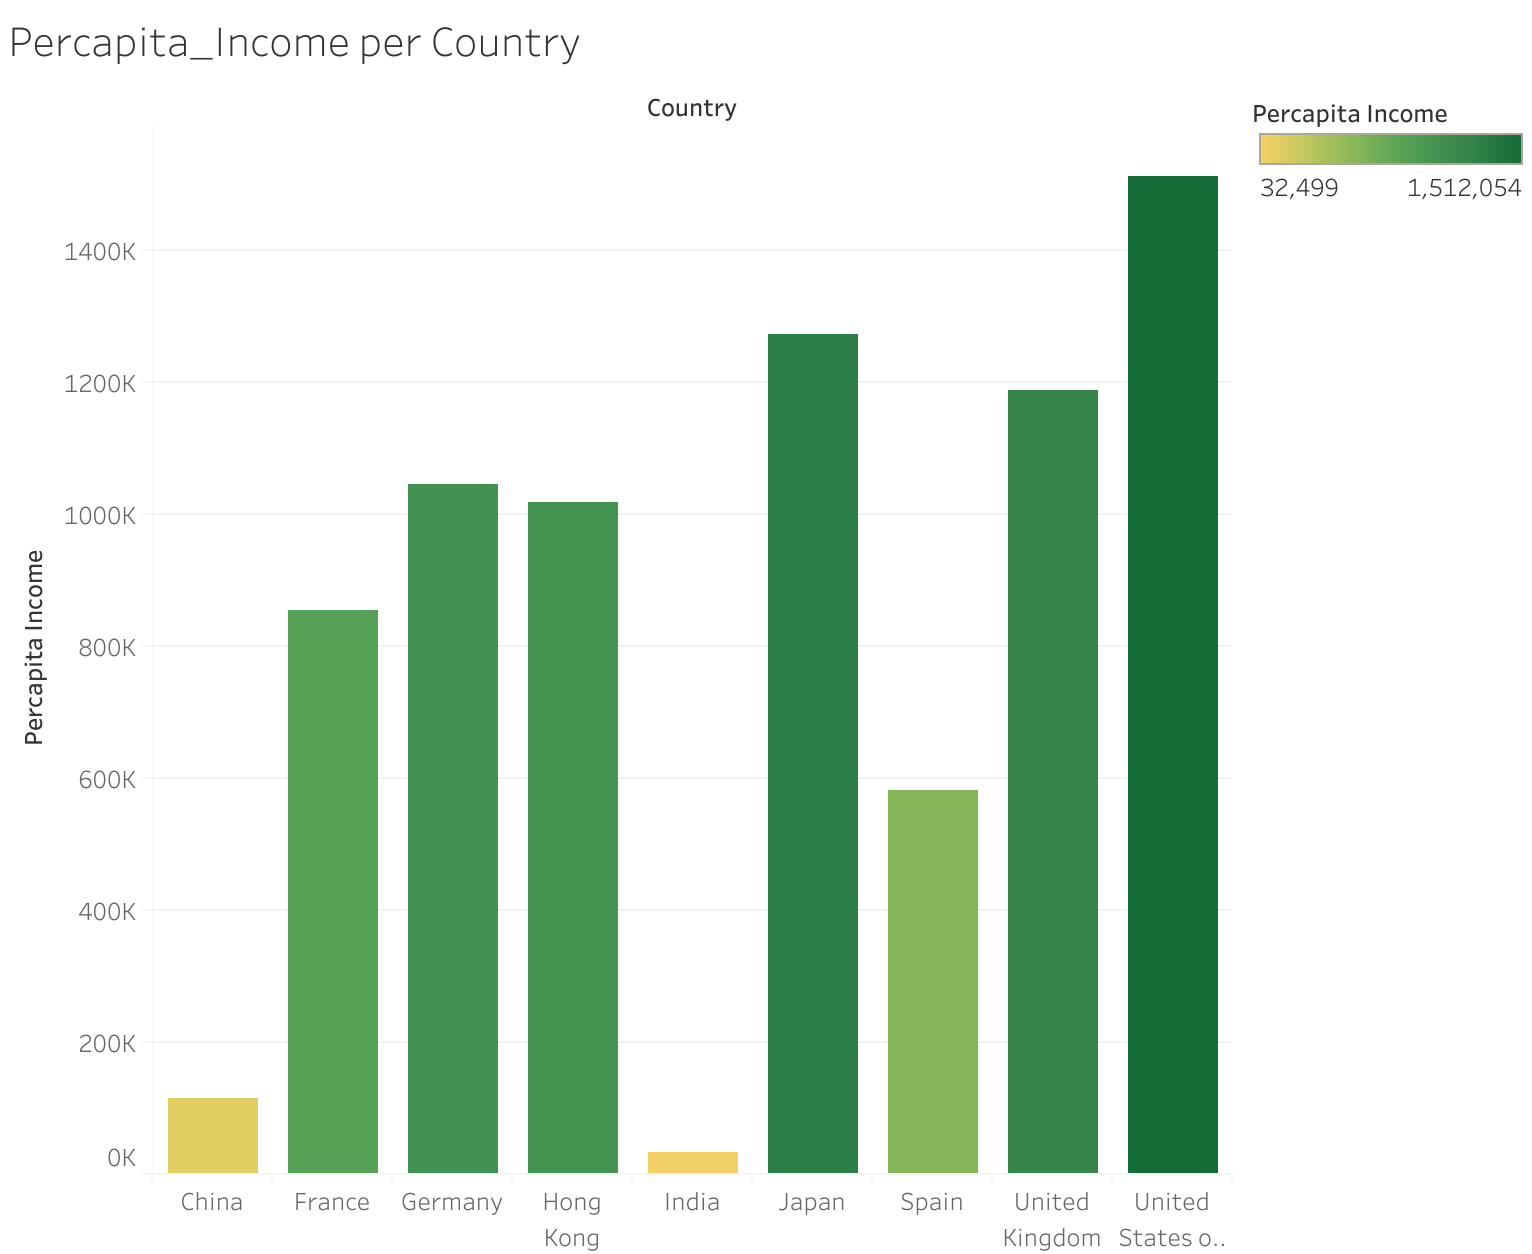 Percapita_Income per Country
Country
Percapita Income
32,499 1,512,054
1400K
1200K
1000K
800K
600K
400K
200K
0K
Percapita Income
China France Germany Hong India Japan Spain United United
Kong Kingdom States o..